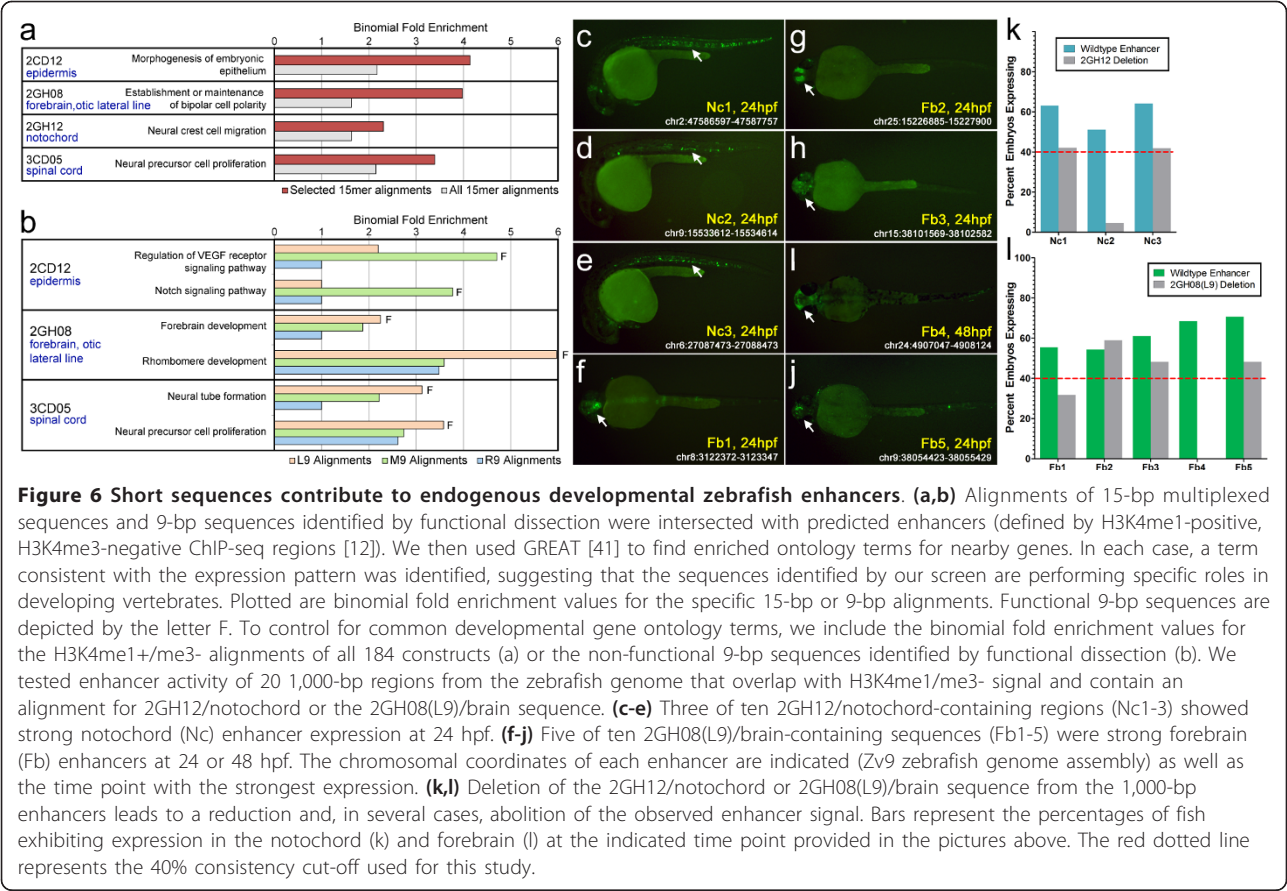 a
Binomial Fold Enrichment
0 1 2 3 4 5 6
2CD12
epidermis
Morphogenesis of embryonic
epithelium
2GH08
forebrain,otic lateral line
Establishment or maintenance
of bipolar cell polarity
2GH12
notochord
Neural crest cell migration
3CD05
spinal cord
Neural precursor cell proliferation
Selected 15mer alignments All 15mer alignments
b
Binomial Fold Enrichment
0 1 2 3 4 5 6
2CD12
epidermis
Regulation of VEGF receptor
signaling pathway
F
Notch signaling pathway
F
2GH08
forebrain, otic
lateral line
Forebrain development
F
Rhombomere development
F
3CD05
spinal cord
Neural tube formation
F
Neural precursor cell proliferation
F
L9 Alignments M9 Alignments R9 Alignments
c
Nc1, 24hpf
chr2:47586597-47587757
d
Nc2, 24hpf
chr9:15533612-15534614
e
Nc3, 24hpf
chr6:27087473-27088473
f
Fb1, 24hpf
chr8:3122372-3123347
g
Fb2, 24hpf
chr25:15226885-15227900
h
Fb3, 24hpf
chr15:38101569-38102582
I
Fb4, 48hpf
chr24:4907047-4908124
j
Fb5, 24hpf
chr9:38054423-38055429
k
Percent Embryos Expressing
100
80
60
40
20
0
Wildtype Enhancer
2GH12 Deletion
Nc1 Nc2 Nc3
l
Percent Embryos Expressing
100
80
60
40
20
0
Wildtype Enhancer
2GH08(L9) Deletion
Fb1 Fb2 Fb3 Fb4 Fb5
Figure 6 Short sequences contribute to endogenous developmental zebrafish enhancers. (a,b) Alignments of 15-bp multiplexed
sequences and 9-bp sequences identified by functional dissection were intersected with predicted enhancers (defined by H3K4me1-positive,
H3K4me3-negative ChIP-seq regions [12]). We then used GREAT [41] to find enriched ontology terms for nearby genes. In each case, a term
consistent with the expression pattern was identified, suggesting that the sequences identified by our screen are performing specific roles in
developing vertebrates. Plotted are binomial fold enrichment values for the specific 15-bp or 9-bp alignments. Functional 9-bp sequences are
depicted by the letter F. To control for common developmental gene ontology terms, we include the binomial fold enrichment values for
the H3K4me1+/me3- alignments of all 184 constructs (a) or the non-functional 9-bp sequences identified by functional dissection (b). We
tested enhancer activity of 20 1,000-bp regions from the zebrafish genome that overlap with H3K4me1/me3- signal and contain an
alignment for 2GH12/notochord or the 2GH08(L9)/brain sequence. (c-e) Three of ten 2GH12/notochord-containing regions (Nc1-3) showed
strong notochord (Nc) enhancer expression at 24 hpf. (f-j) Five of ten 2GH08(L9)/brain-containing sequences (Fb1-5) were strong forebrain
(Fb) enhancers at 24 or 48 hpf. The chromosomal coordinates of each enhancer are indicated (Zv9 zebrafish genome assembly) as well as
the time point with the strongest expression. (k,l) Deletion of the 2GH12/notochord or 2GH08(L9)/brain sequence from the 1,000-bp
enhancers leads to a reduction and, in several cases, abolition of the observed enhancer signal. Bars represent the percentages of fish
exhibiting expression in the notochord (k) and forebrain (l) at the indicated time point provided in the pictures above. The red dotted line
represents the 40% consistency cut-off used for this study.